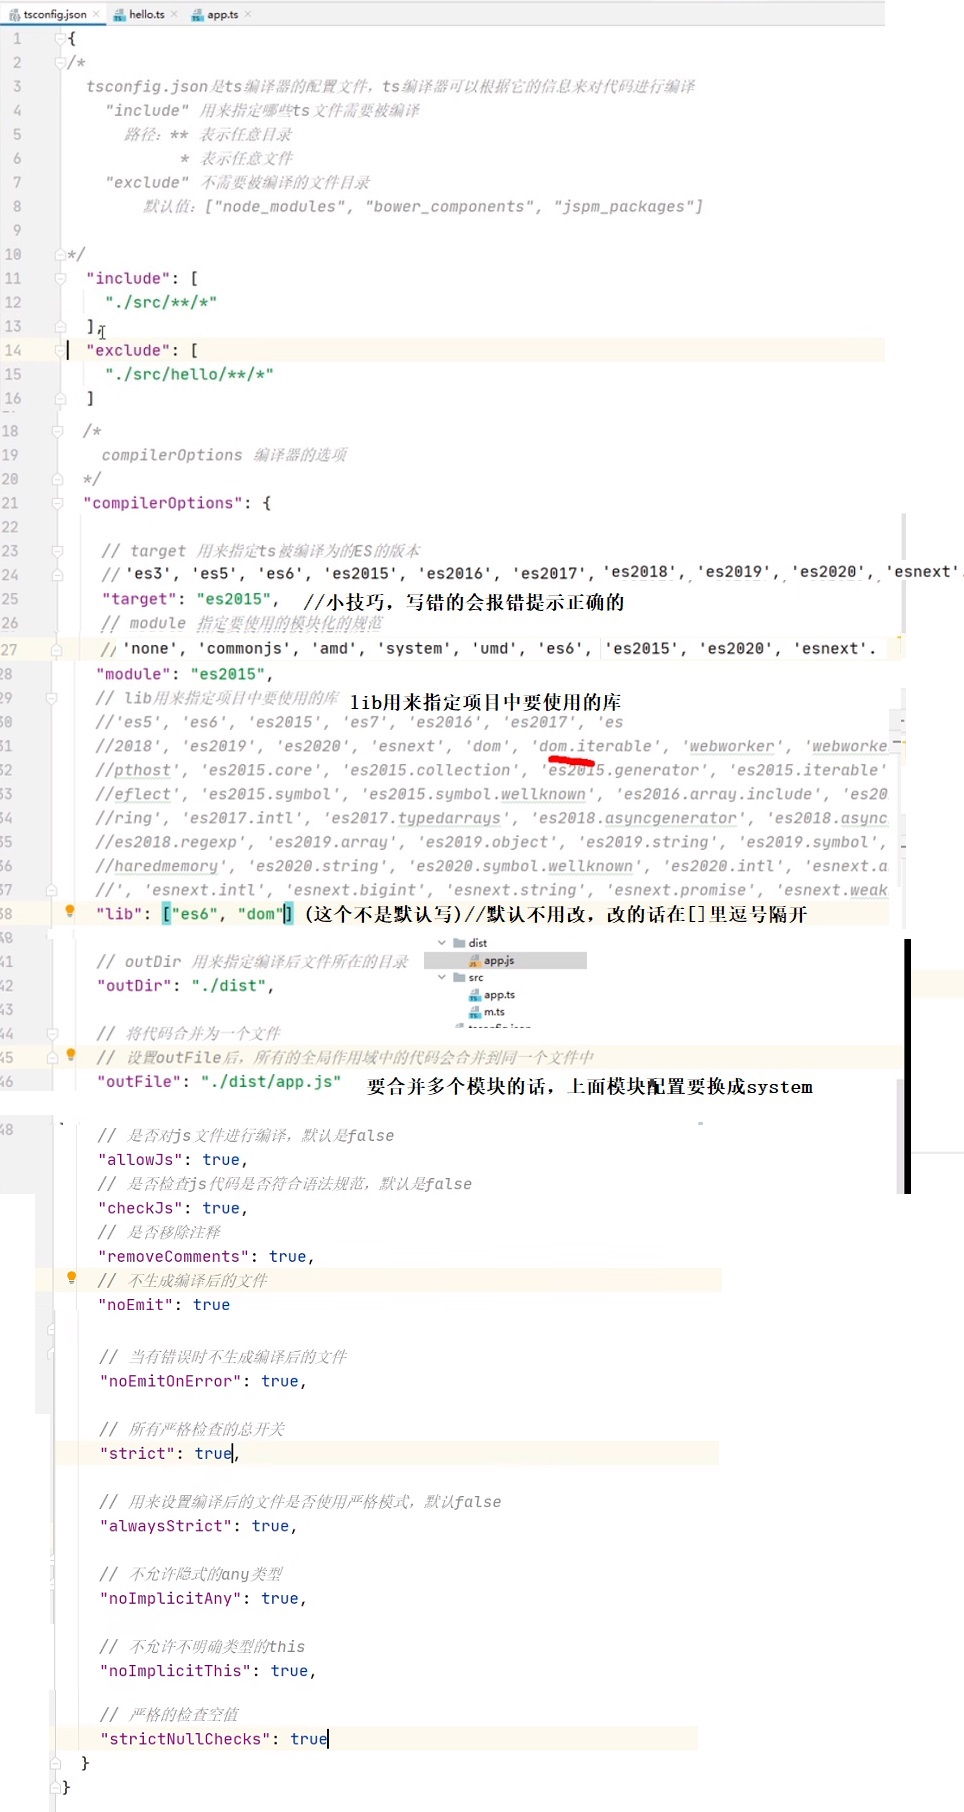 tsconfig.json × hello.ts × app.ts ×
1 {
2 /*
3 tsconfig.json是ts编译器的配置文件，ts编译器可以根据它的信息来对代码进行编译
4 "include" 用来指定哪些ts文件需要被编译
5 路径：** 表示任意目录
6 * 表示任意文件
7 "exclude" 不需要被编译的文件目录
8 默认值：["node_modules", "bower_components", "jspm_packages"]
9
10 */
11 "include": [
12 "./src/**/*"
13 ],
14 "exclude": [
15 "./src/hello/**/*"
16 ]
18 /*
19 compilerOptions 编译器的选项
20 */
21 "compilerOptions": {
22
23 // target 用来指定ts被编译为的ES的版本
24 // 'es3', 'es5', 'es6', 'es2015', 'es2016', 'es2017', 'es2018', 'es2019', 'es2020', 'esnext'.
25 "target": "es2015", //小技巧，写错的会报错提示正确的
26 // module 指定要使用的模块化的规范
27 // 'none', 'commonjs', 'amd', 'system', 'umd', 'es6', 'es2015', 'es2020', 'esnext'.
28 "module": "es2015",
29 // lib用来指定项目中要使用的库 lib用来指定项目中要使用的库
30 //'es5', 'es6', 'es2015', 'es7', 'es2016', 'es2017', 'es
31 //2018', 'es2019', 'es2020', 'esnext', 'dom', 'dom.iterable', 'webworker', 'webworke
32 //pthost', 'es2015.core', 'es2015.collection', 'es2015.generator', 'es2015.iterable'
33 //eflect', 'es2015.symbol', 'es2015.symbol.wellknown', 'es2016.array.include', 'es20
34 //ring', 'es2017.intl', 'es2017.typedarrays', 'es2018.asyncgenerator', 'es2018.async
35 //es2018.regexp', 'es2019.array', 'es2019.object', 'es2019.string', 'es2019.symbol',
36 //haredmemory', 'es2020.string', 'es2020.symbol.wellknown', 'es2020.intl', 'esnext.a
37 //', 'esnext.intl', 'esnext.bigint', 'esnext.string', 'esnext.promise', 'esnext.weak
38 "lib": ["es6", "dom"] (这个不是默认写)//默认不用改，改的话在[]里逗号隔开
dist
41 // outDir 用来指定编译后文件所在的目录 app.js
src
42 "outDir": "./dist", app.ts
43 m.ts
44 // 将代码合并为一个文件
45 // 设置outFile后，所有的全局作用域中的代码会合并到同一个文件中
46 "outFile": "./dist/app.js" 要合并多个模块的话，上面模块配置要换成system
48 // 是否对js文件进行编译，默认是false
"allowJs": true,
// 是否检查js代码是否符合语法规范，默认是false
"checkJs": true,
// 是否移除注释
"removeComments": true,
// 不生成编译后的文件
"noEmit": true
// 当有错误时不生成编译后的文件
"noEmitOnError": true,
// 所有严格检查的总开关
"strict": true,
// 用来设置编译后的文件是否使用严格模式，默认false
"alwaysStrict": true,
// 不允许隐式的any类型
"noImplicitAny": true,
// 不允许不明确类型的this
"noImplicitThis": true,
// 严格的检查空值
"strictNullChecks": true
}
}